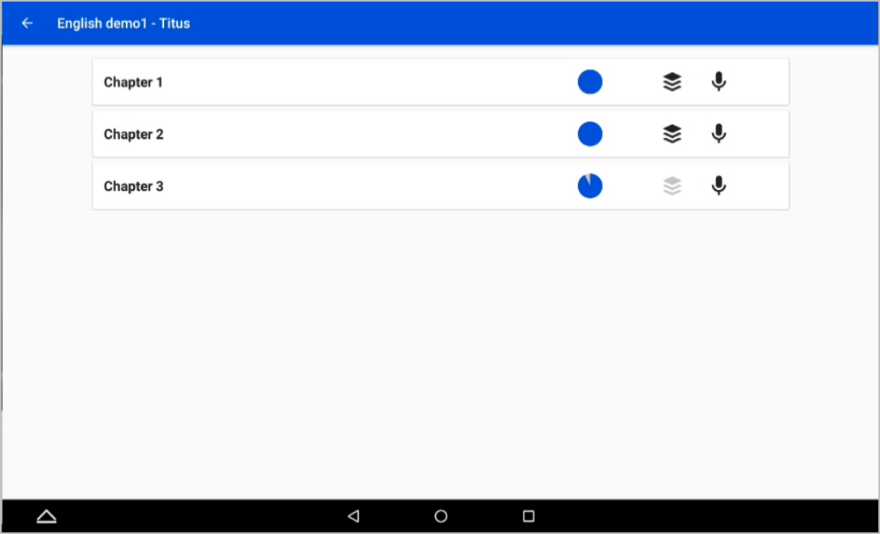 English demo1 - Titus
Chapter 1
Chapter 2
Chapter 3